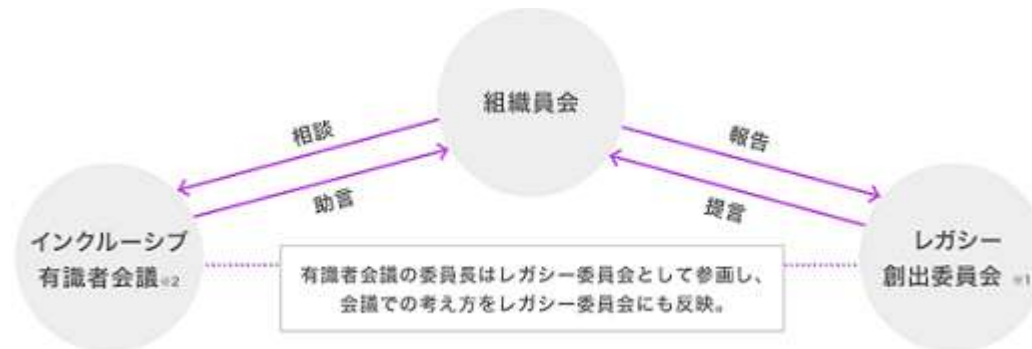 組織員会
相談
助言
報告
提言
インクルーシブ
有識者会議※2
有識者会議の委員長はレガシー委員会として参画し、
会議での考え方をレガシー委員会にも反映。
レガシー
創出委員会 ※1